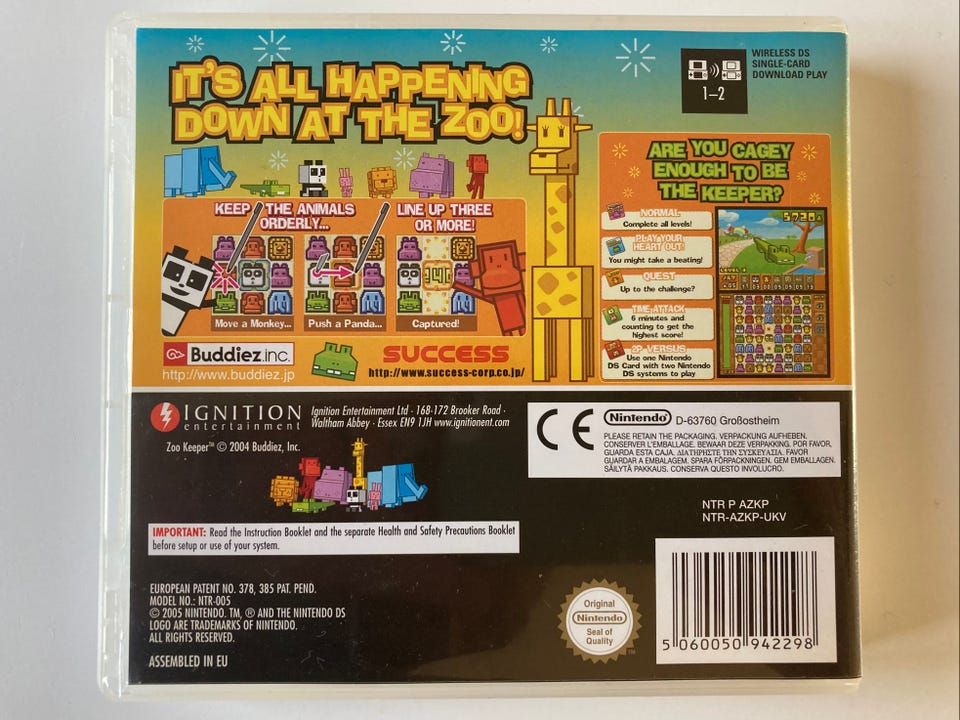 IT'S ALL HAPPENING
DOWN AT THE ZOO!
WIRELESS DS
SINGLE-CARD
DOWNLOAD PLAY
1–2
KEEP THE ANIMALS
ORDERLY...
LINE UP THREE
OR MORE!
Move a Monkey...
Push a Panda...
Captured!
ARE YOU CAGEY
ENOUGH TO BE
THE KEEPER?
NORMAL
Complete all levels!
PLAY YOUR
HEART OUT!
You might take a beating!
QUEST
Up to the challenge?
TIME ATTACK
6 minutes and
counting to get the
highest score!
2P VERSUS
Use one Nintendo
DS Card with two Nintendo
DS systems to play
5720
LEVEL
Buddiez,inc.
http://www.buddiez.jp
SUCCESS
http://www.success-corp.co.jp/
IGNITION
entertainment
Ignition Entertainment Ltd · 168-172 Brooker Road ·
Waltham Abbey · Essex EN9 1JH www.ignitionent.com
Zoo Keeper™ © 2004 Buddiez, Inc.
CE
Nintendo D-63760 Großostheim
PLEASE RETAIN THE PACKAGING. VERPACKUNG AUFHEBEN.
CONSERVER L'EMBALLAGE. BEWAAR DEZE VERPAKKING. POR FAVOR,
GUARDA ESTA CAJA. ΔΙΑΤΗΡΗΣΤΕ ΤΗΝ ΣΥΣΚΕΥΑΣΙΑ. FAVOR
GUARDAR A EMBALAGEM. SPARA FÖRPACKNINGEN. GEM EMBALLAGEN.
SÄILYTÄ PAKKAUS. CONSERVA QUESTO INVOLUCRO.
NTR P AZKP
NTR-AZKP-UKV
IMPORTANT: Read the Instruction Booklet and the separate Health and Safety Precautions Booklet
before setup or use of your system.
EUROPEAN PATENT NO. 378, 385 PAT. PEND.
MODEL NO.: NTR-005
© 2005 NINTENDO. TM, ® AND THE NINTENDO DS
LOGO ARE TRADEMARKS OF NINTENDO.
ALL RIGHTS RESERVED.
ASSEMBLED IN EU
Original
Nintendo
Seal of
Quality
TM
5 060050 942298